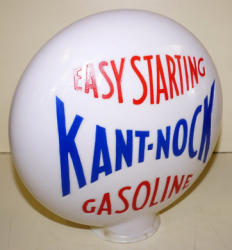 EASY STARTING
KANT-NOCK
GASOLINE